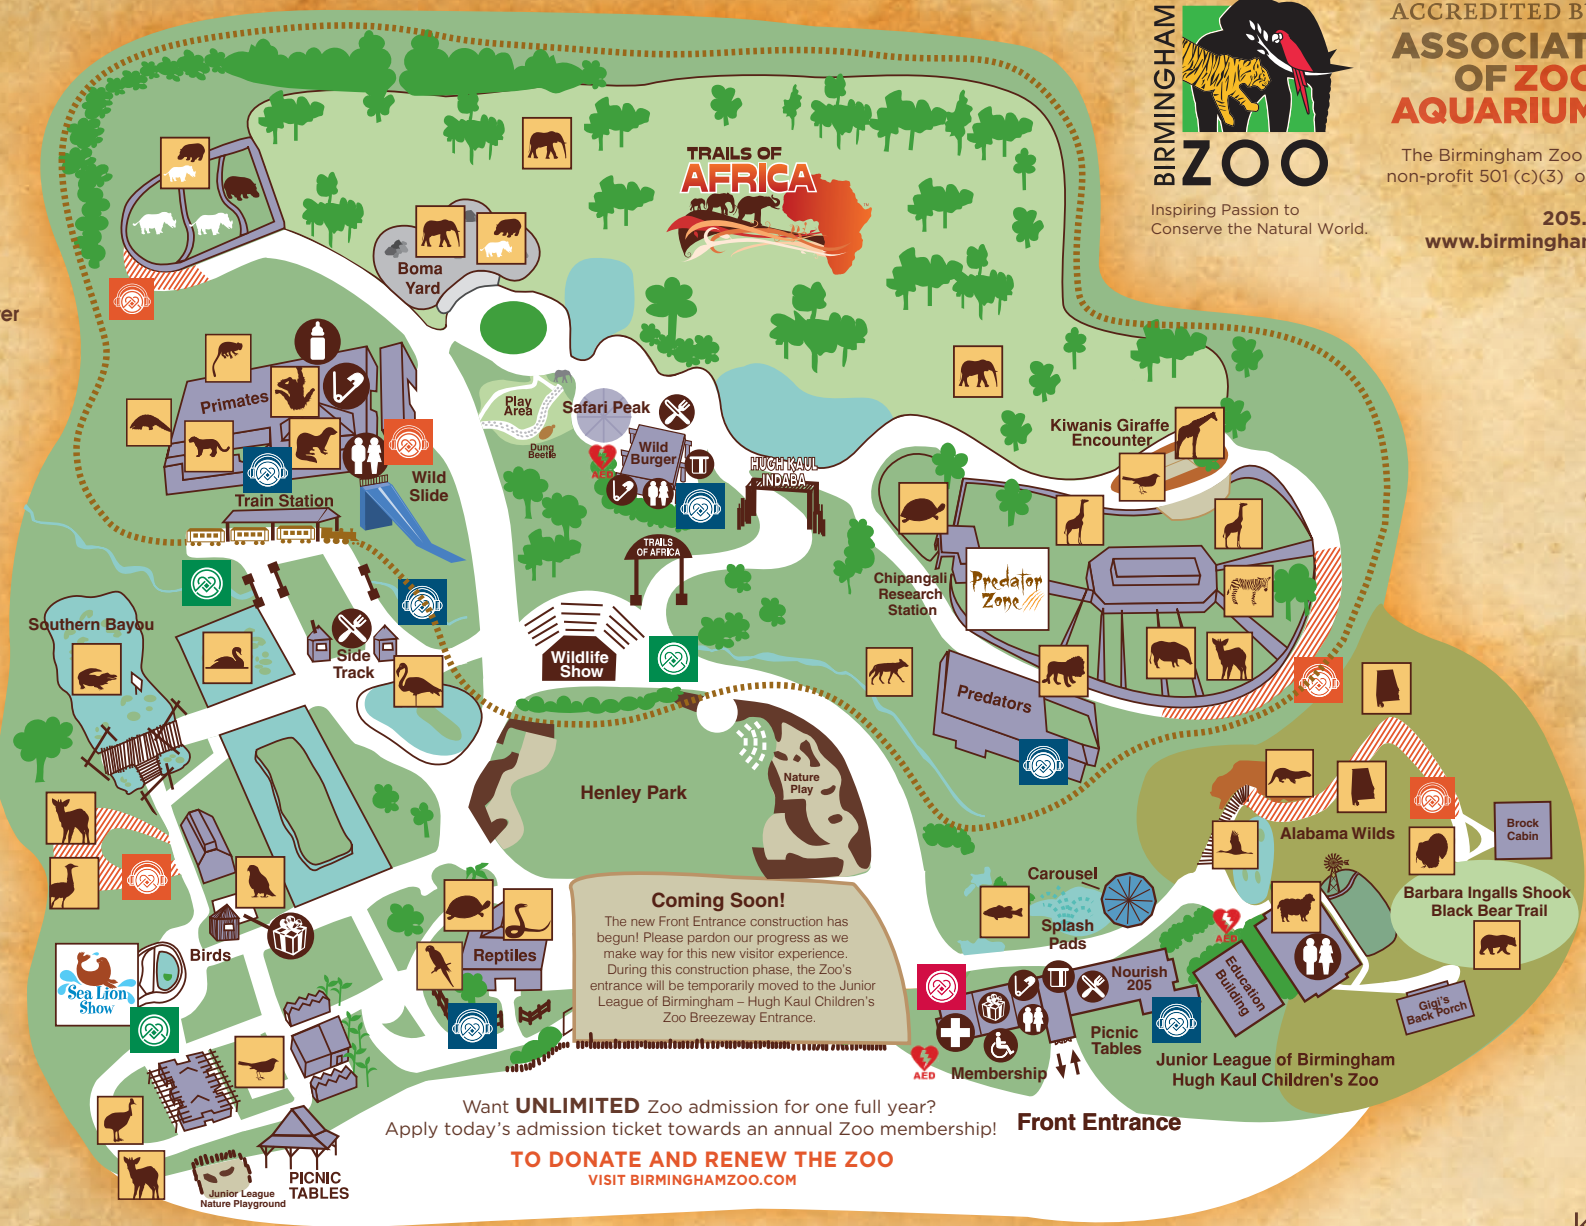 BIRMINGHAM
ZOO
Inspiring Passion to
Conserve the Natural World.
ACCREDITED
ASSOCIAT
OF ZOO
AQUARIUM
The Birmingham Zoo
non-profit 501 (c)(3)
205.
www.birmingha
TRAILS OF
AFRICA
Boma
Yard
Primates
Play
Area
Safari Peak
Dung
Beetle
AED
Wild
Burger
HUGH KAUL
INDABA
Kiwanis Giraffe
Encounter
Wild
Slide
Train Station
TRAILS
OF AFRICA
Chipangali
Research
Station
Predator
Zone
Southern Bayou
Side
Track
Wildlife
Show
Predators
Henley Park
Nature
Play
Alabama Wilds
Brock
Cabin
Barbara Ingalls Shook
Black Bear Trail
Carousel
Splash
Pads
AED
Birds
Reptiles
Sea Lion
Show
Coming Soon!
The new Front Entrance construction has
begun! Please pardon our progress as we
make way for this new visitor experience.
During this construction phase, the Zoo's
entrance will be temporarily moved to the Junior
League of Birmingham – Hugh Kaul Children's
Zoo Breezeway Entrance.
Nourish
205
Education
Building
Gigi's
Back Porch
Picnic
Tables
AED
Membership
Junior League of Birmingham
Hugh Kaul Children's Zoo
Front Entrance
Want UNLIMITED Zoo admission for one full year?
Apply today's admission ticket towards an annual Zoo membership!
TO DONATE AND RENEW THE ZOO
VISIT BIRMINGHAMZOO.COM
PICNIC
TABLES
Junior League
Nature Playground